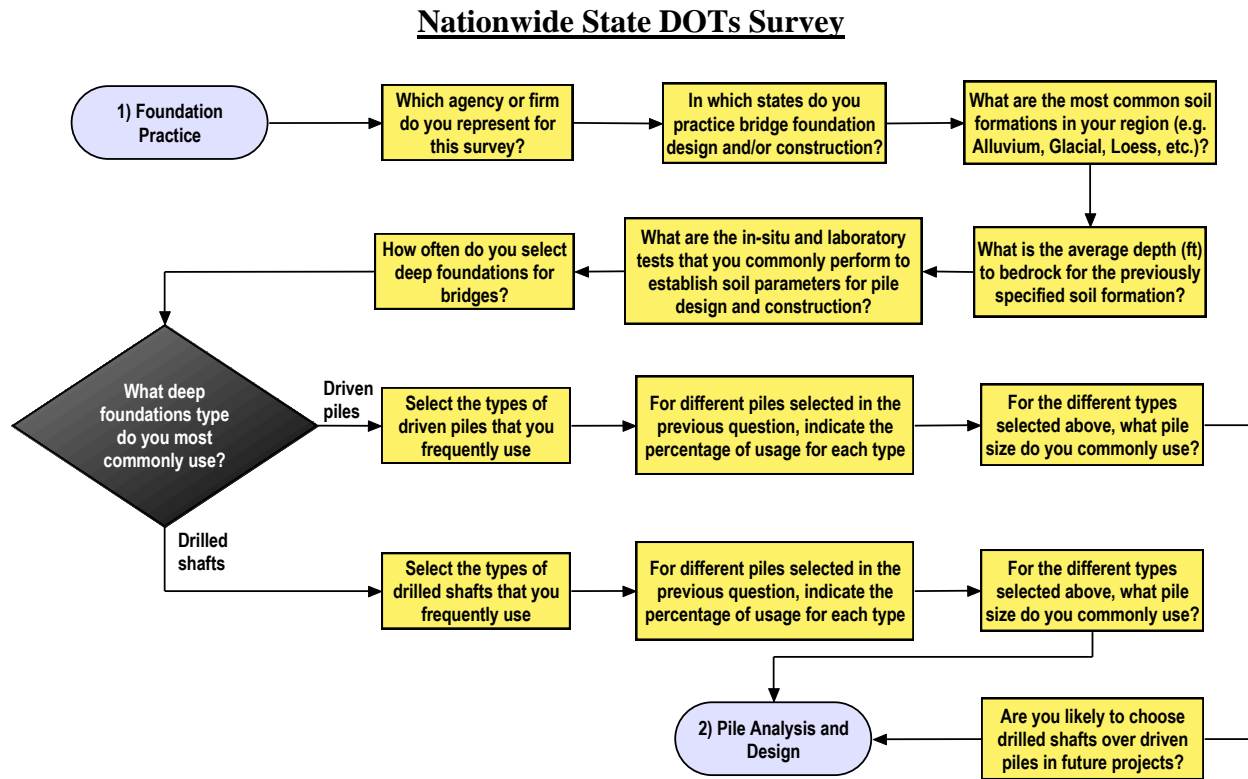 Nationwide State DOTs Survey
1) Foundation
Practice
Which agency or firm
do you represent for
this survey?
In which states do you
practice bridge foundation
design and/or construction?
What are the most common soil
formations in your region (e.g.
Alluvium, Glacial, Loess, etc.)?
What is the average depth (ft)
to bedrock for the previously
specified soil formation?
What are the in-situ and laboratory
tests that you commonly perform to
establish soil parameters for pile
design and construction?
How often do you select
deep foundations for
bridges?
What deep
foundations type
do you most
commonly use?
Driven
piles
Select the types of
driven piles that you
frequently use
For different piles selected in the
previous question, indicate the
percentage of usage for each type
For the different types
selected above, what pile
size do you commonly use?
Drilled
shafts
Select the types of
drilled shafts that you
frequently use
For different piles selected in the
previous question, indicate the
percentage of usage for each type
For the different types
selected above, what pile
size do you commonly use?
Are you likely to choose
drilled shafts over driven
piles in future projects?
2) Pile Analysis and
Design